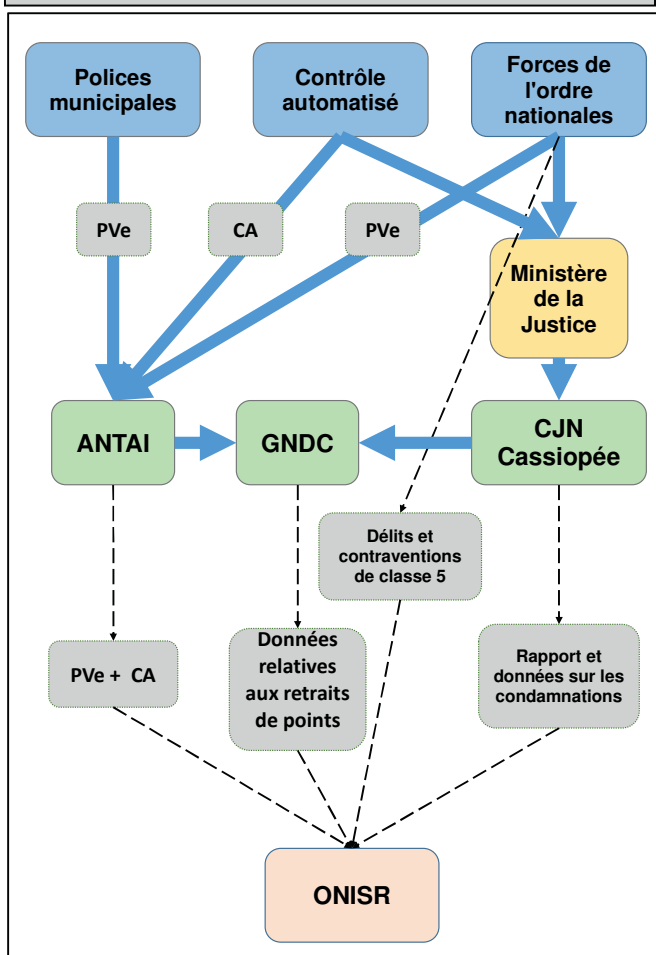 Polices
municipales
Contrôle
automatisé
Forces de
l'ordre
nationales
PVe
CA
PVe
Ministère
de la
Justice
ANTAI
GNDC
CJN
Cassiopée
Délits et
contraventions
de classe 5
PVe + CA
Données
relatives
aux retraits
de points
Rapport et
données sur les
condamnations
ONISR